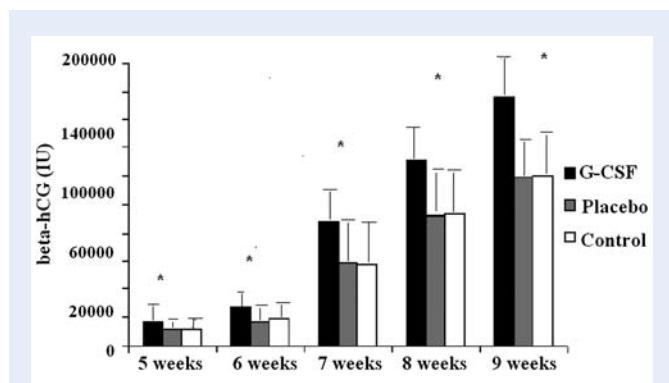 beta-hCG (IU)
200000
140000
100000
60000
20000
0
*
*
*
*
*
5 weeks
6 weeks
7 weeks
8 weeks
9 weeks
G-CSF
Placebo
Control